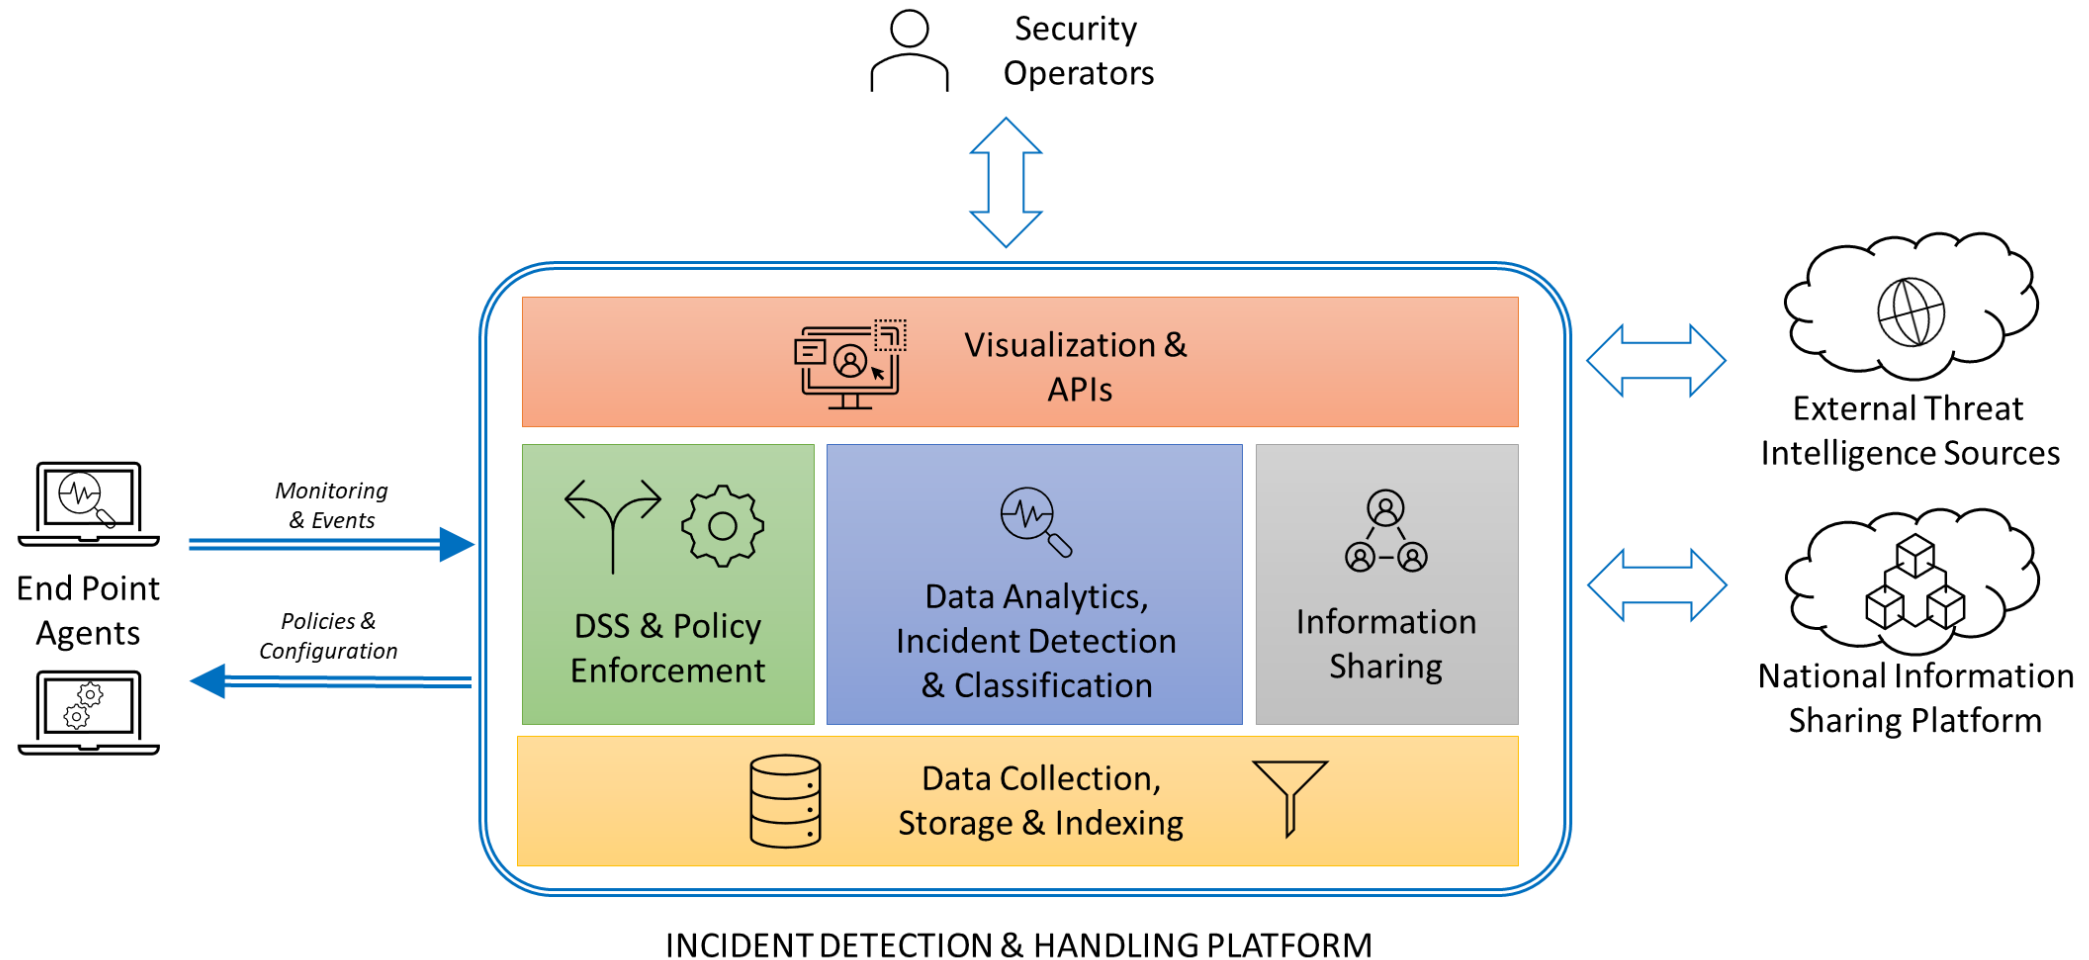 Security
Operators
Visualization &
APIs
External Threat
Intelligence Sources
Monitoring
& Events
End Point
Agents
Policies &
Configuration
DSS & Policy
Enforcement
Data Analytics,
Incident Detection
& Classification
Information
Sharing
National Information
Sharing Platform
Data Collection,
Storage & Indexing
INCIDENT DETECTION & HANDLING PLATFORM